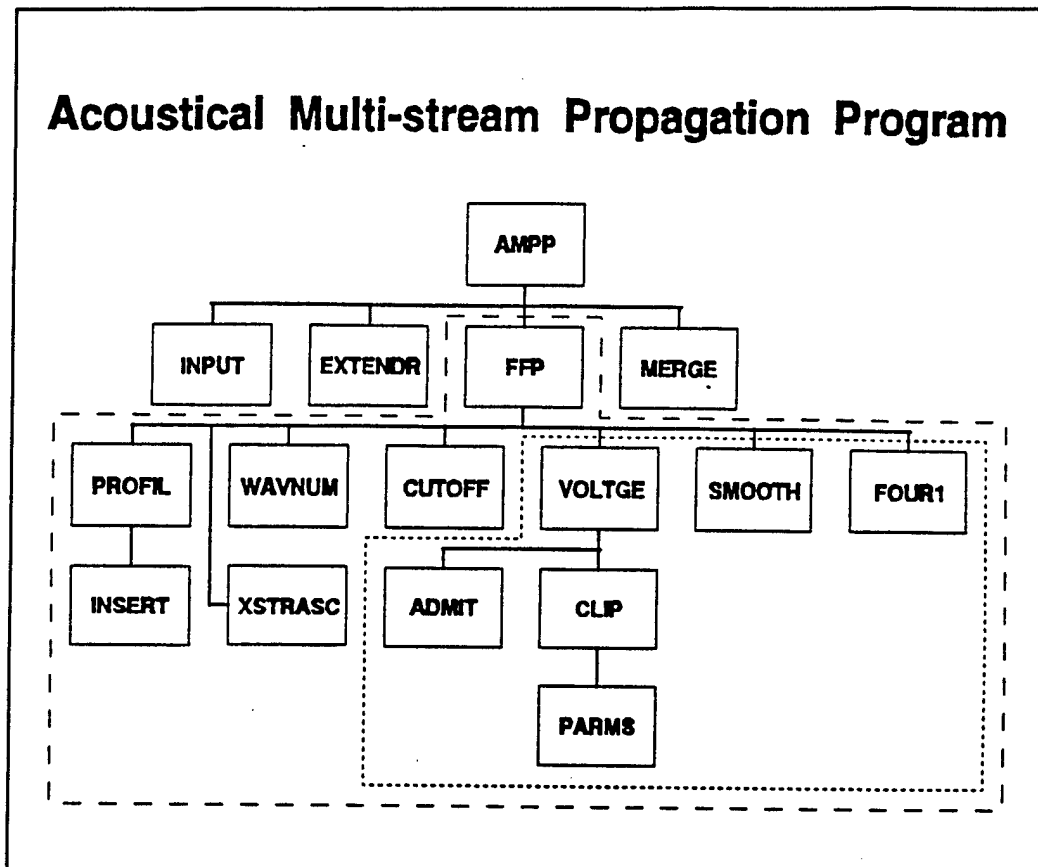 Acoustical Multi-stream Propagation Program
AMPP
INPUT EXTENDR FFP MERGE
PROFIL WAVNUM CUTOFF VOLTGE SMOOTH FOUR1
INSERT XSTRASC ADMIT CLIP
PARMS